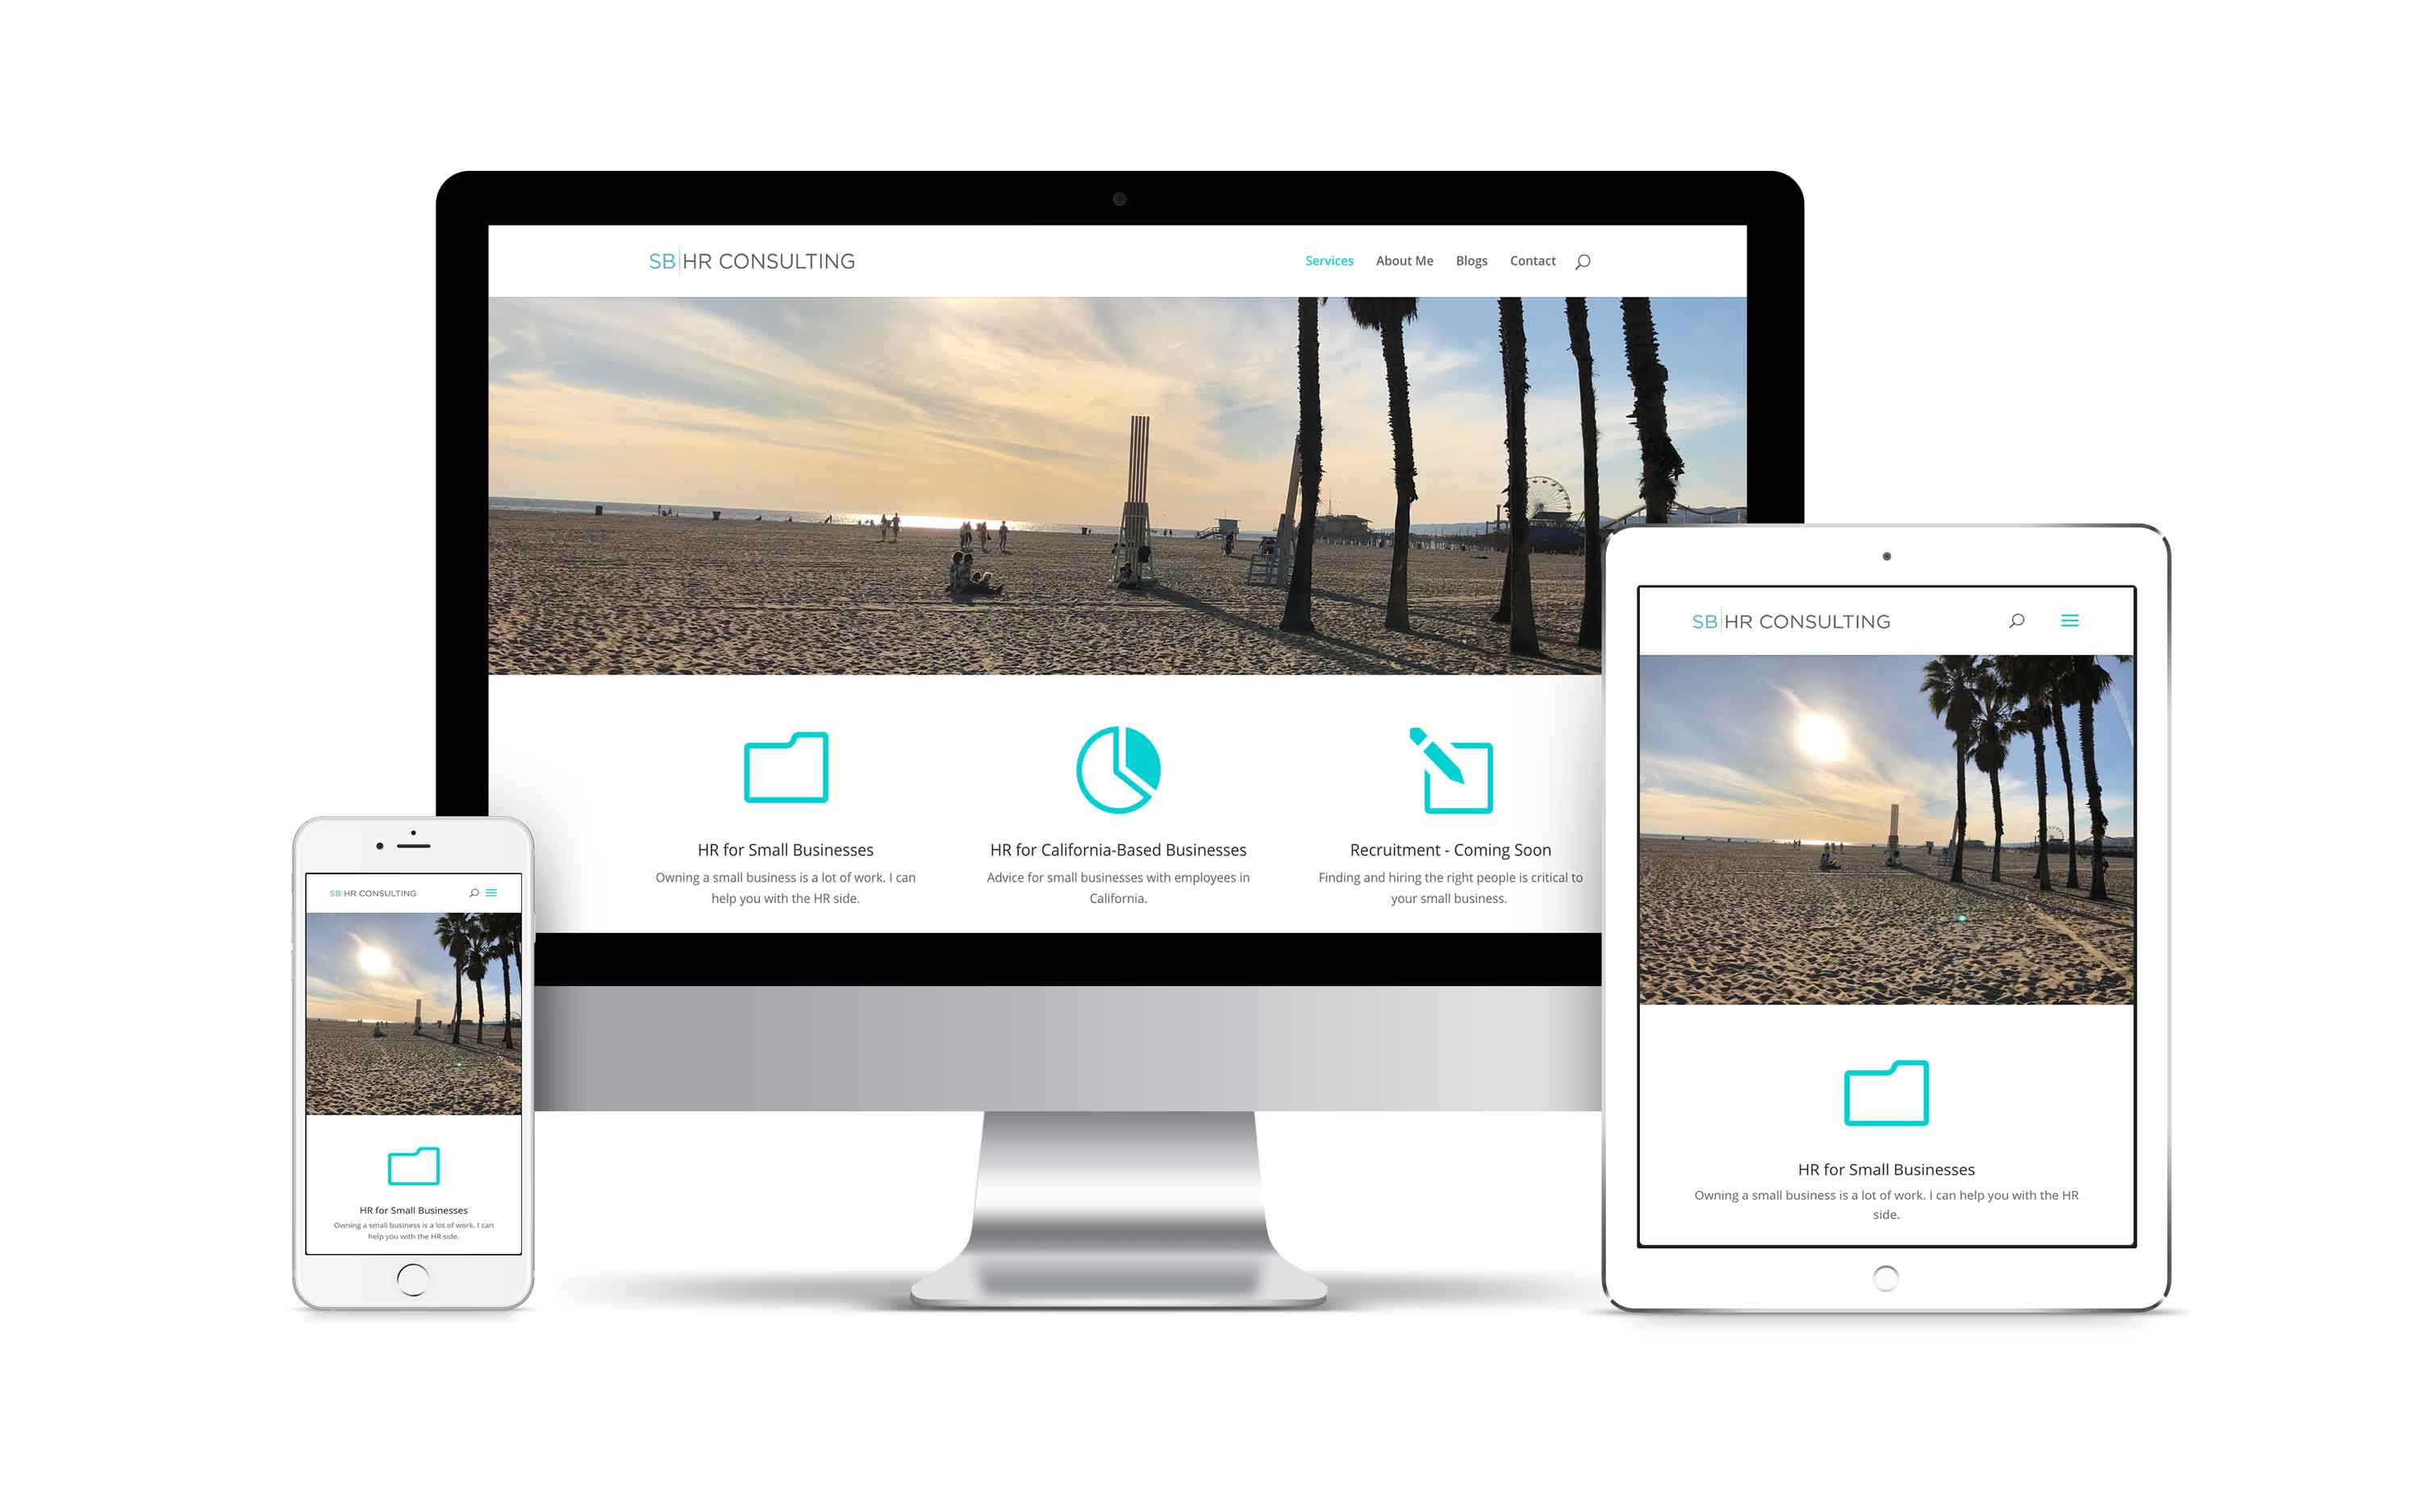 SB HR CONSULTING
Services About Me Blogs Contact
HR for Small Businesses
Owning a small business is a lot of work. I can
help you with the HR side.
HR for California-Based Businesses
Advice for small businesses with employees in
California.
Recruitment - Coming Soon
Finding and hiring the right people is critical to
your small business.
SB HR CONSULTING
HR for Small Businesses
Owning a small business is a lot of work. I can
help you with the HR side.
SB HR CONSULTING
HR for Small Businesses
Owning a small business is a lot of work. I can help you with the HR
side.